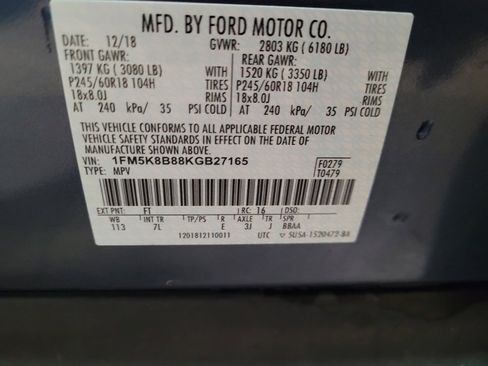 MFD. BY FORD MOTOR CO.
DATE: 12/18 GVWR: 2803 KG (6180 LB)
FRONT GAWR: REAR GAWR:
1397 KG (3080 LB) WITH 1520 KG (3350 LB) WITH
P245/60R18 104H TIRES P245/60R18 104H TIRES
18x8.0J RIMS 18x8.0J RIMS
AT 240 kPa/ 35 PSI COLD AT 240 kPa/ 35 PSI COLD
THIS VEHICLE CONFORMS TO ALL APPLICABLE FEDERAL MOTOR
VEHICLE SAFETY STANDARDS IN EFFECT ON THE DATE OF
MANUFACTURE SHOWN ABOVE.
VIN: 1FM5K8B88KGB27165 F0279
TYPE: MPV T0479
EXT PNT: FT RC: 16 DSO:
WB INT TR TP/PS R AXLE TR SPR
113 7L E 3J J BBAA
1201812110011 UTC 5USA-1520472-BA